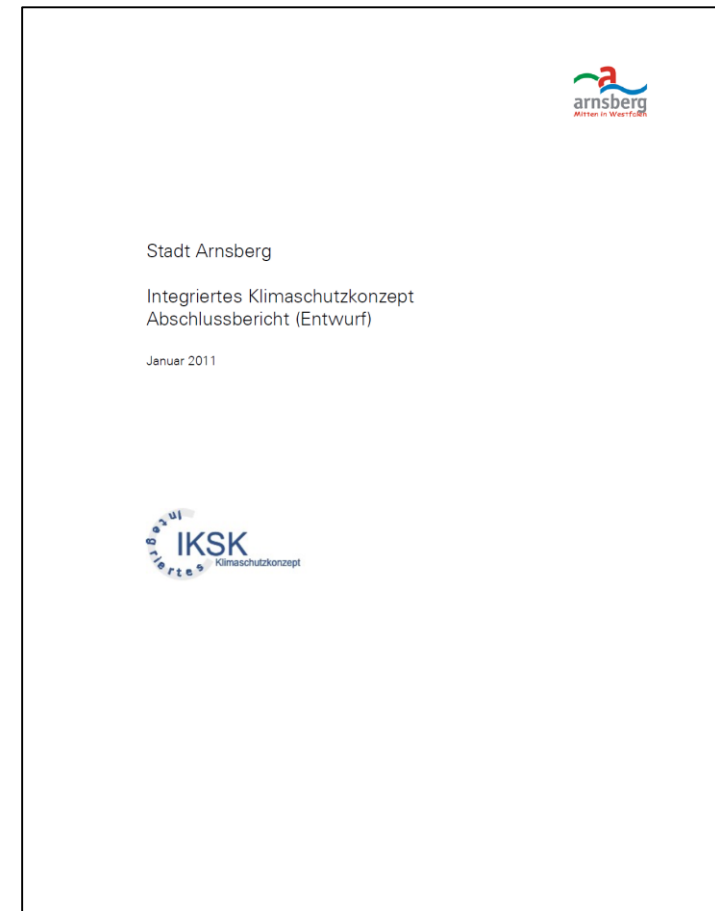 arnsberg
Mitten in Westfalen
Stadt Arnsberg
Integriertes Klimaschutzkonzept
Abschlussbericht (Entwurf)
Januar 2011
Integriertes
IKSK
Klimaschutzkonzept